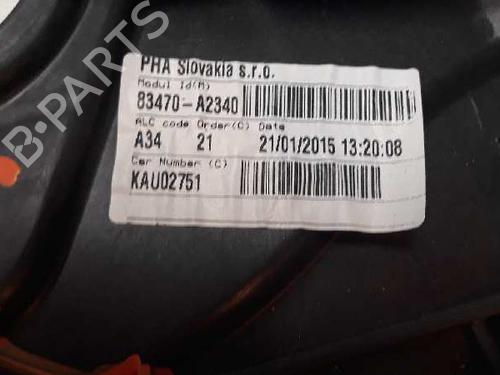 PHA Slovakia s.r.o.
Modul Id(M)
83470-A2340
ALC code Order(C) Date
A34 21 21/01/2015 13:20:08
Car Number (C)
KAU02751
B-PARTS